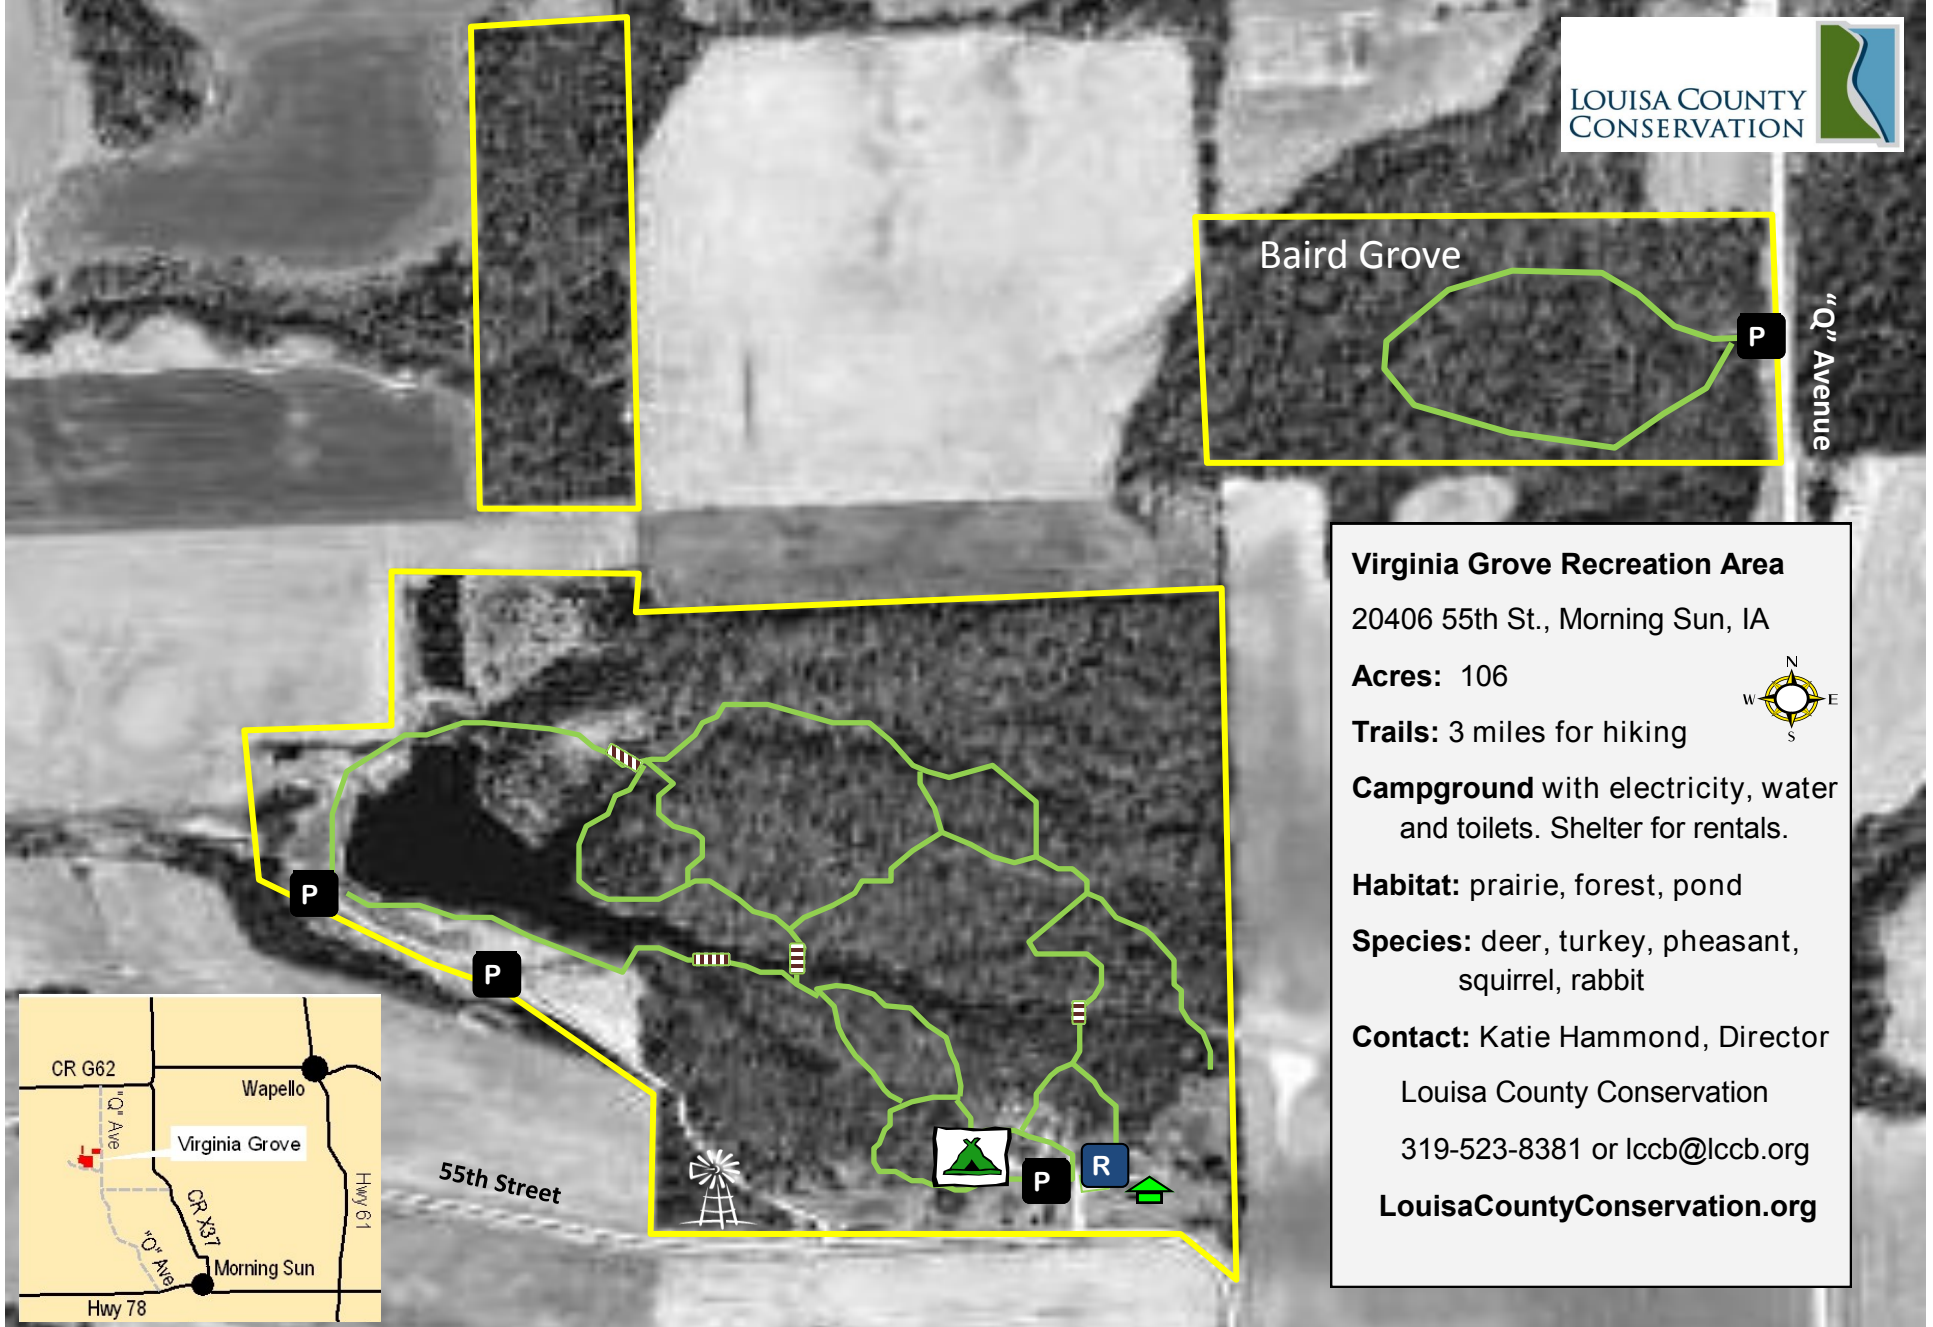 LOUISA COUNTY
CONSERVATION
Baird Grove
P
"Q" Avenue
Virginia Grove Recreation Area
20406 55th St., Morning Sun, IA
Acres: 106
Trails: 3 miles for hiking
Campground with electricity, water
and toilets. Shelter for rentals.
Habitat: prairie, forest, pond
Species: deer, turkey, pheasant,
squirrel, rabbit
Contact: Katie Hammond, Director
Louisa County Conservation
319-523-8381 or lccb@lccb.org
LouisaCountyConservation.org
N
W E
S
P
P
P
R
55th Street
CR G62
Wapello
"Q" Ave
Virginia Grove
CR X37
Hwy 61
"Q" Ave
Morning Sun
Hwy 78